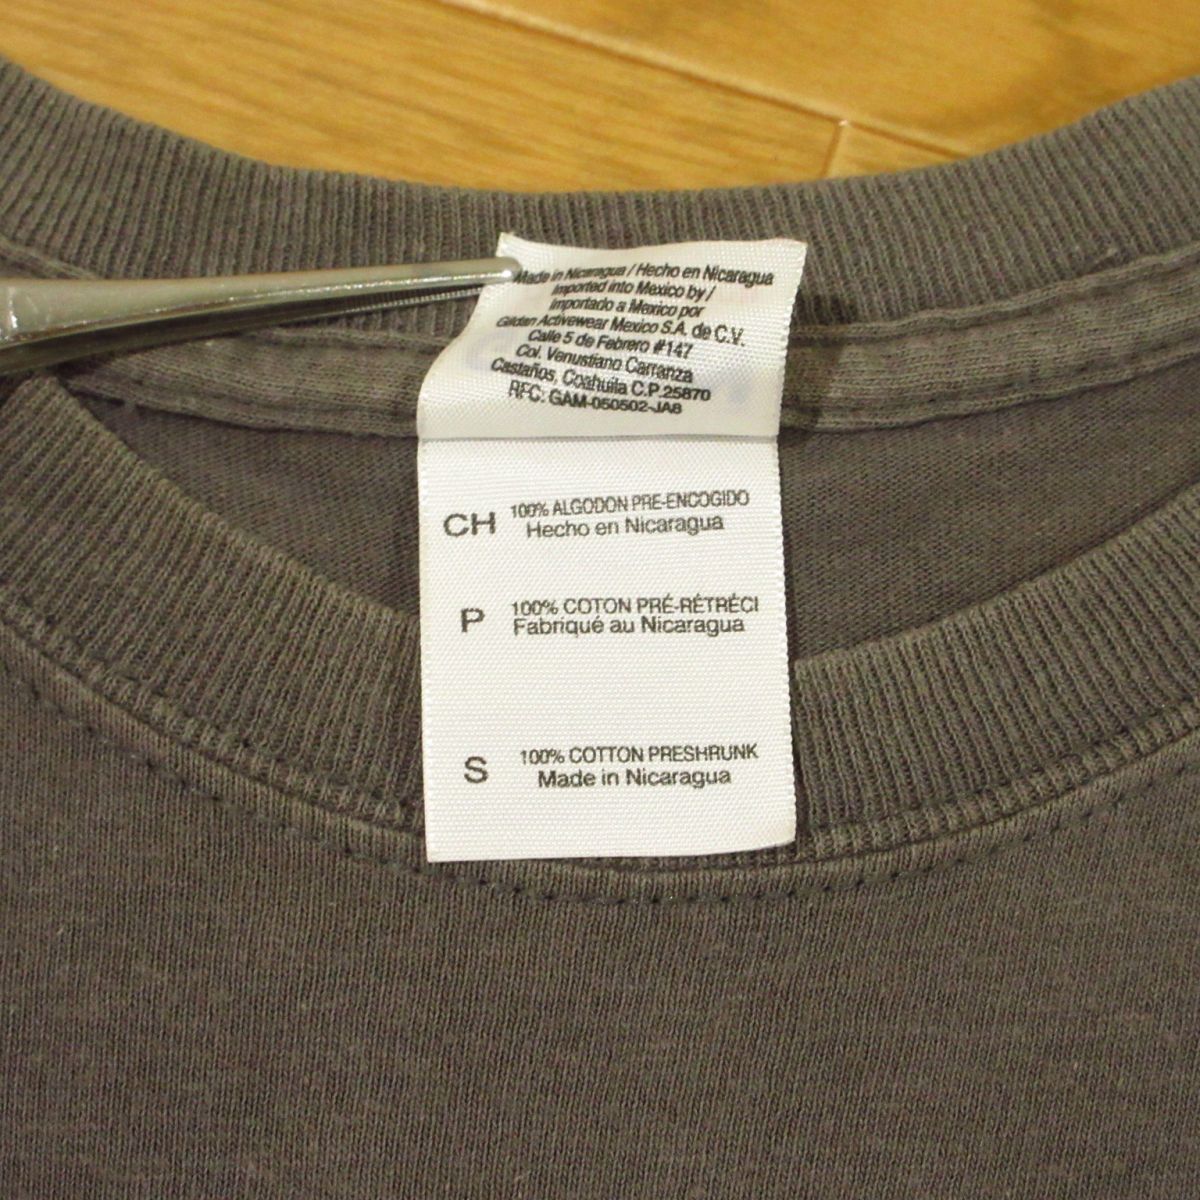 Made in Nicaragua / Hecho en Nicaragua
Imported into Mexico by /
Importado a Mexico por
Gildan Activewear Mexico S.A. de C.V.
Calle 5 de Febrero #147
Col. Venustiano Carranza
Castaños, Coahuila C.P.25870
RFC: GAM-050502-JA8
CH 100% ALGODON PRE-ENCOGIDO
Hecho en Nicaragua
P 100% COTON PRÉ-RÉTRÉCI
Fabriqué au Nicaragua
S 100% COTTON PRESHRUNK
Made in Nicaragua